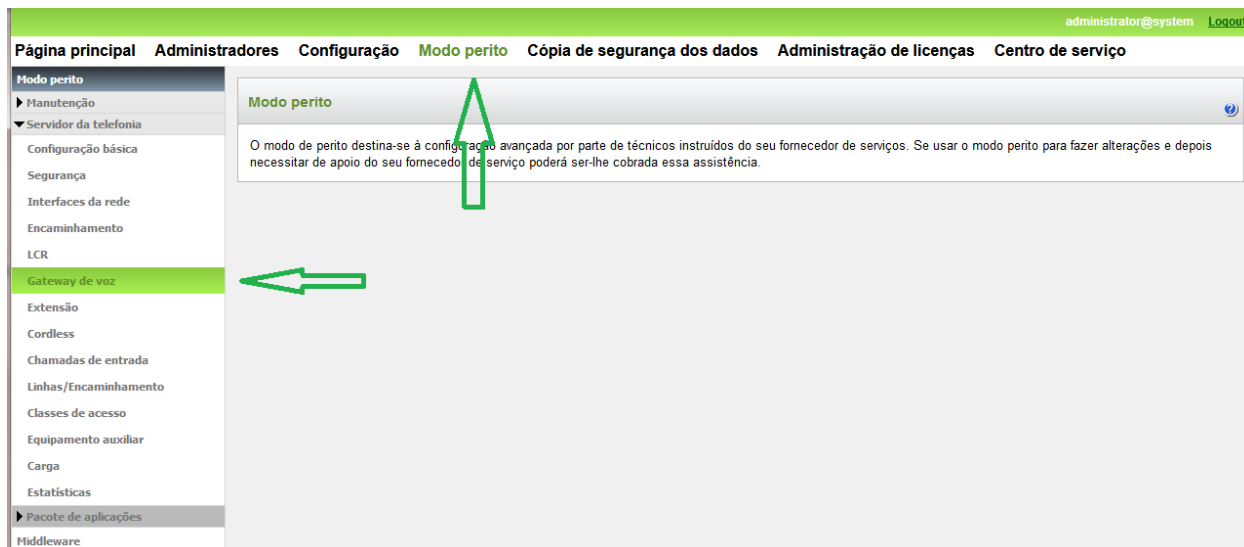 administrator@system Logout
Página principal Administradores Configuração Modo perito Cópia de segurança dos dados Administração de licenças Centro de serviço
Modo perito
Manutenção
Servidor da telefonia
Configuração básica
Segurança
Interfaces da rede
Encaminhamento
LCR
Gateway de voz
Extensão
Cordless
Chamadas de entrada
Linhas/Encaminhamento
Classes de acesso
Equipamento auxiliar
Carga
Estatísticas
Pacote de aplicações
Middleware
Modo perito
?
O modo de perito destina-se à configuração avançada por parte de técnicos instruídos do seu fornecedor de serviços. Se usar o modo perito para fazer alterações e depois
necessitar de apoio do seu fornecedor de serviço poderá ser-lhe cobrada essa assistência.